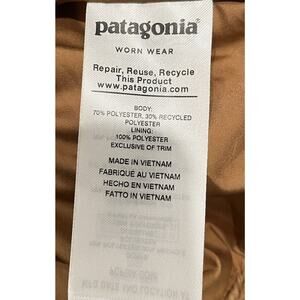 patagonia®
WORN WEAR
Repair, Reuse, Recycle
This Product
www.patagonia.com
BODY:
70% POLYESTER, 30% RECYCLED
POLYESTER
LINING:
100% POLYESTER
EXCLUSIVE OF TRIM
MADE IN VIETNAM
FABRIQUÉ AU VIETNAM
HECHO EN VIETNAM
FATTO IN VIETNAM